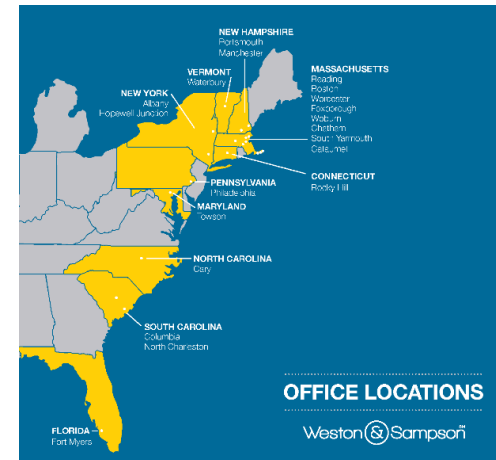 NEW HAMPSHIRE
Portsmouth
Manchester
VERMONT
Waterbury
MASSACHUSETTS
Reading
Boston
Worcester
Foxborough
Woburn
Chatham
South Yarmouth
Cataumet
NEW YORK
Albany
Hopewell Junction
CONNECTICUT
Rocky Hill
PENNSYLVANIA
Philadelphia
MARYLAND
Towson
NORTH CAROLINA
Cary
SOUTH CAROLINA
Columbia
North Charleston
FLORIDA
Fort Myers
OFFICE LOCATIONS
Weston & Sampson